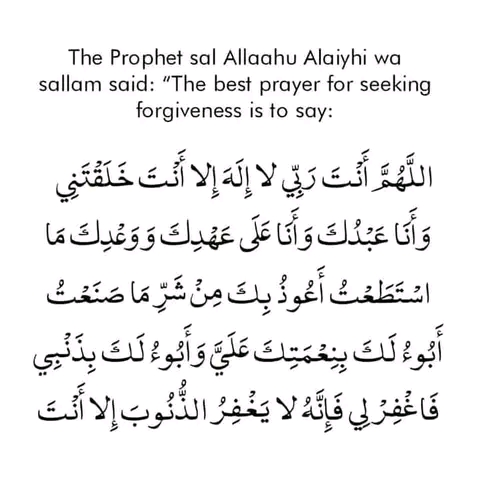 The Prophet sal Allaahu Alaiyhi wa
sallam said: “The best prayer for seeking
forgiveness is to say:
اللَّهُمَّ أَنْتَ رَبِّي لا إِلَهَ إِلا أَنْتَ خَلَقْتَنِي
وَأَنَا عَبْدُكَ وَأَنَا عَلَى عَهْدِكَ وَوَعْدِكَ مَا
اسْتَطَعْتُ أَعُوذُ بِكَ مِنْ شَرِّ مَا صَنَعْتُ
أَبُوءُ لَكَ بِنِعْمَتِكَ عَلَيَّ وَأَبُوءُ لَكَ بِذَنْبِي
فَاغْفِرْ لِي فَإِنَّهُ لا يَغْفِرُ الذُّنُوبَ إِلا أَنْتَ